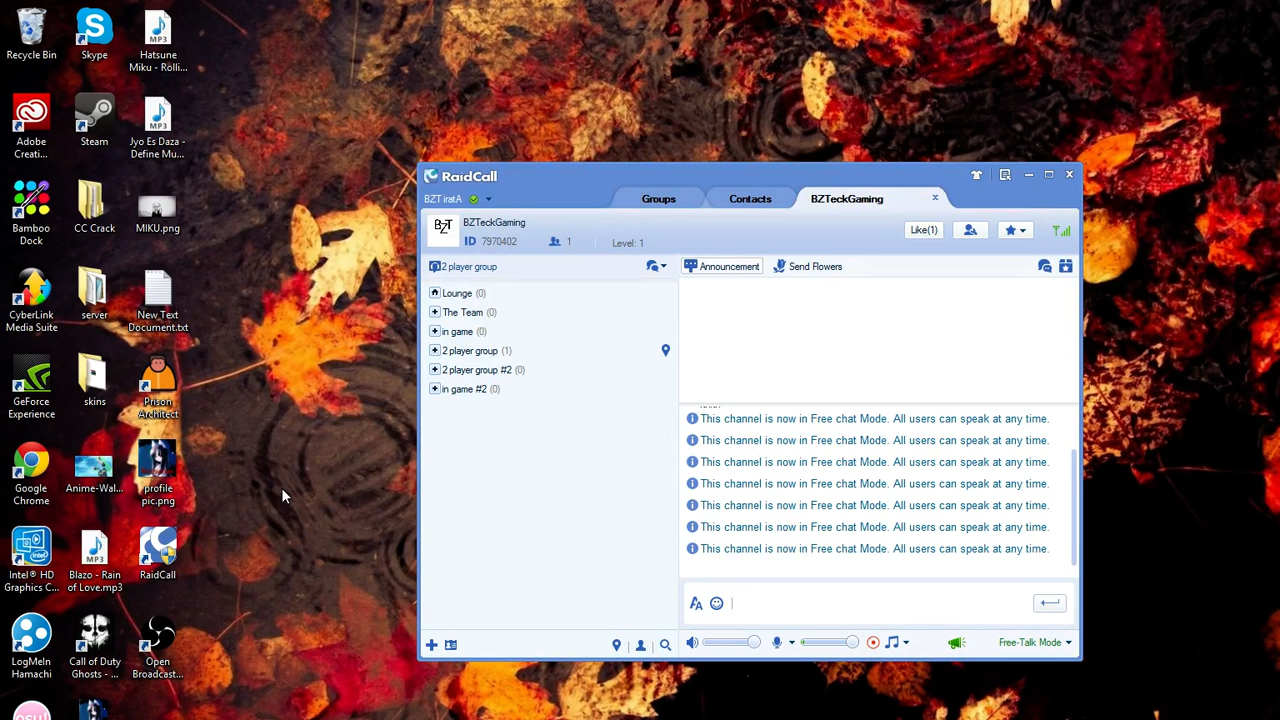 Recycle Bin
Skype
Hatsune
Miku - Rolli...
Adobe
Creati...
Steam
Jyo Es Daza -
Define Mu...
Bamboo
Dock
CC Crack
MIKU.png
CyberLink
Media Suite
server
New Text
Document.txt
GeForce
Experience
skins
Prison
Architect
Google
Chrome
Anime-Wal...
profile
pic.png
Intel® HD
Graphics C...
Blazo - Rain
of Love.mp3
RaidCall
LogMeIn
Hamachi
Call of Duty
Ghosts - ...
Open
Broadcast...
MP3
MP3
MP3
intel
osu!
RaidCall
BZT iratA
Groups
Contacts
BZTeckGaming
BZT
BZTeckGaming
ID 7970402
1
Level: 1
Like(1)
2 player group
Lounge (0)
The Team (0)
in game (0)
2 player group (1)
2 player group #2 (0)
in game #2 (0)
Announcement
Send Flowers
This channel is now in Free chat Mode. All users can speak at any time.
This channel is now in Free chat Mode. All users can speak at any time.
This channel is now in Free chat Mode. All users can speak at any time.
This channel is now in Free chat Mode. All users can speak at any time.
This channel is now in Free chat Mode. All users can speak at any time.
This channel is now in Free chat Mode. All users can speak at any time.
This channel is now in Free chat Mode. All users can speak at any time.
Free-Talk Mode